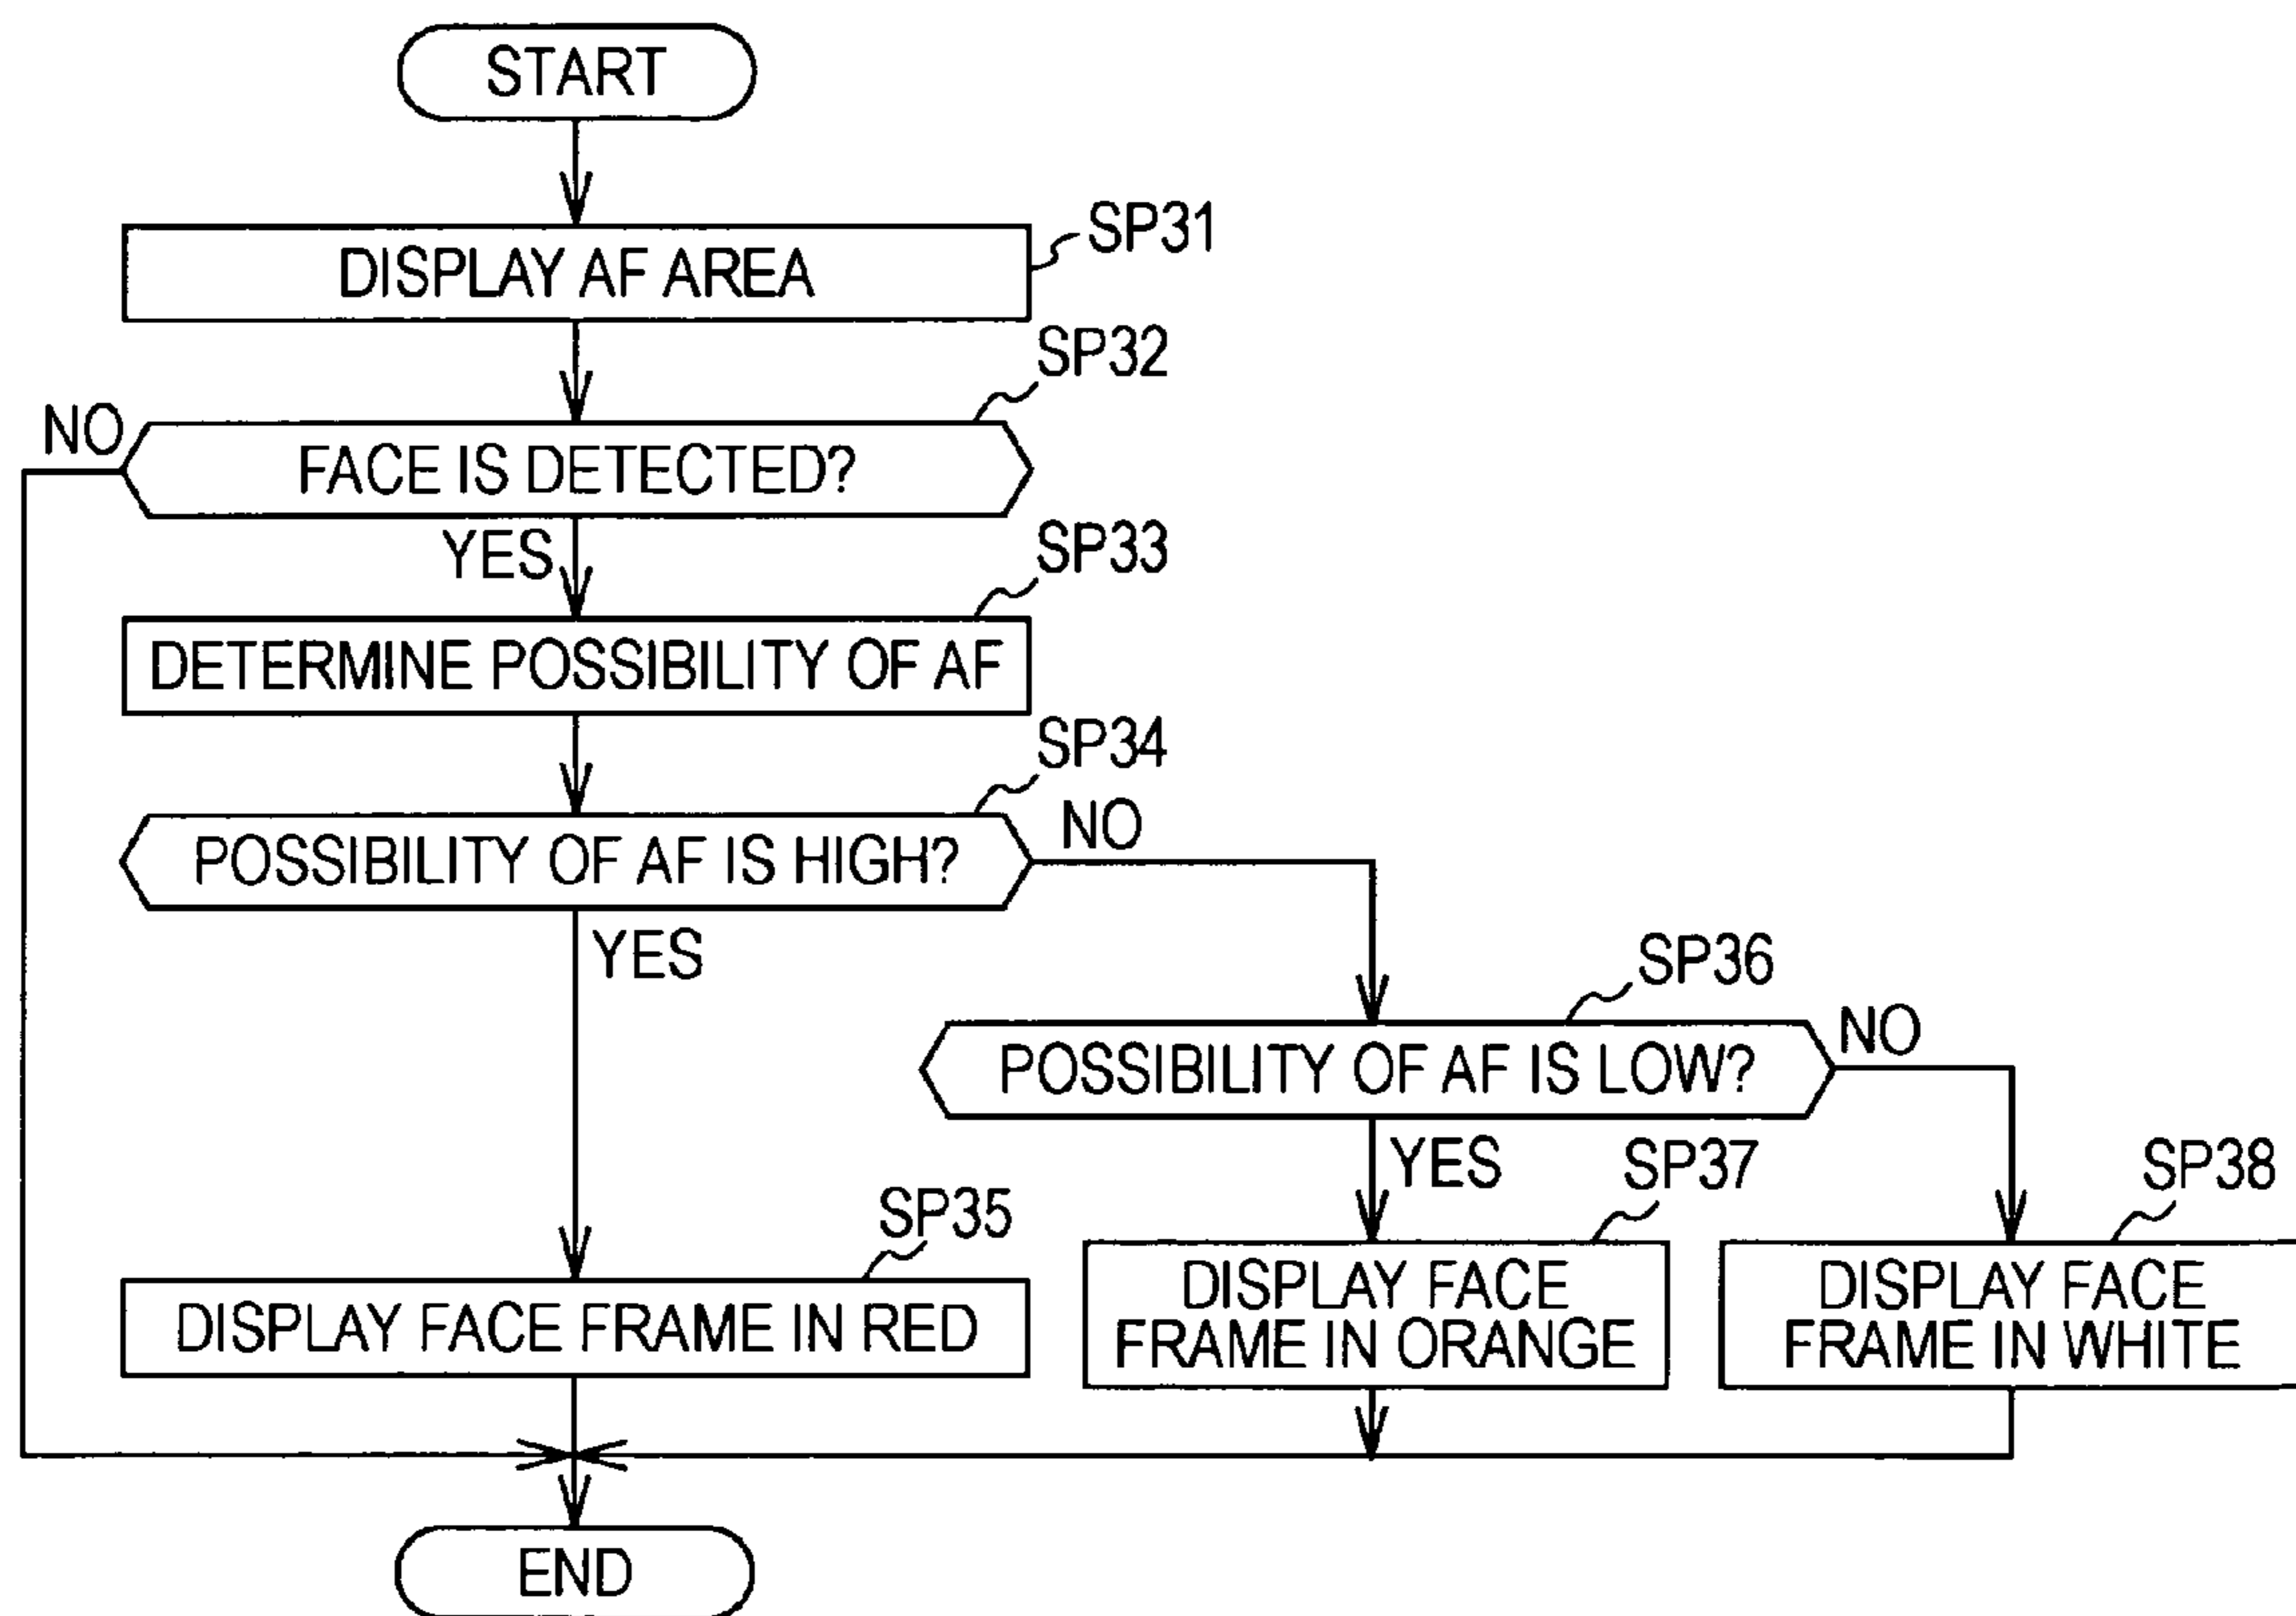 START
DISPLAY AF AREA
SP31
SP32
NO
FACE IS DETECTED?
YES
SP33
DETERMINE POSSIBILITY OF AF
SP34
POSSIBILITY OF AF IS HIGH?
NO
YES
SP36
POSSIBILITY OF AF IS LOW?
NO
YES
SP37
SP38
SP35
DISPLAY FACE FRAME IN RED
DISPLAY FACE
FRAME IN ORANGE
DISPLAY FACE
FRAME IN WHITE
END